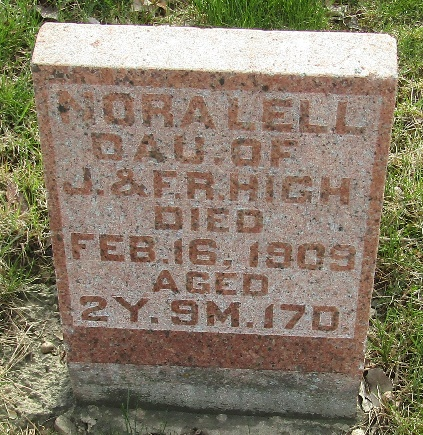 NORA LELL
DAU. OF
J. & F.R. HIGH
DIED
FEB. 16, 1909
AGED
2Y. 9M. 17D.